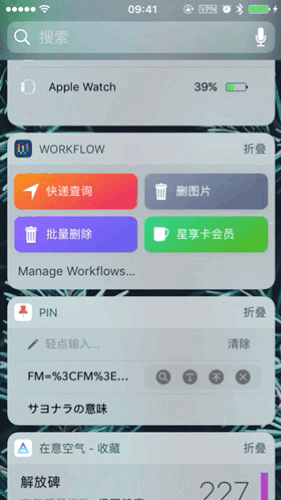 09:41
VPN
搜索
Apple Watch 39%
WORKFLOW 折叠
快递查询 删图片
批量删除 星享卡会员
Manage Workflows...
PIN 折叠
轻点输入... 清除
FM=%3CFM%3E...
サヨナラの意味
在意空气 - 收藏 折叠
解放碑 227